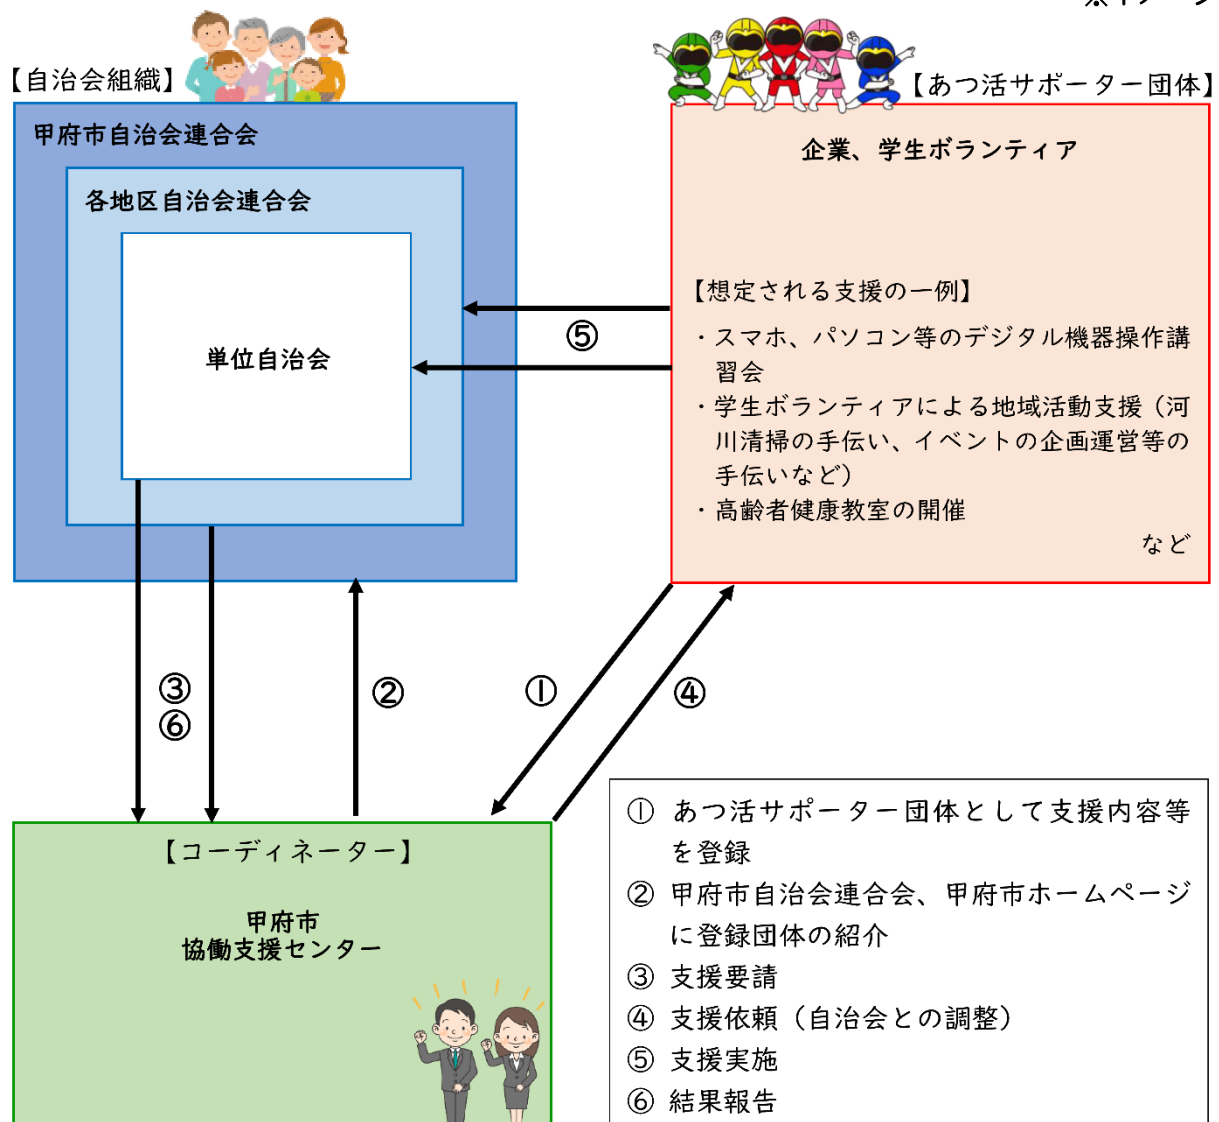 ※イメージ
【自治会組織】
【あつ活サポーター団体】
甲府市自治会連合会
各地区自治会連合会
単位自治会
企業、学生ボランティア
【想定される支援の一例】
・スマホ、パソコン等のデジタル機器操作講
習会
・学生ボランティアによる地域活動支援（河
川清掃の手伝い、イベントの企画運営等の
手伝いなど）
・高齢者健康教室の開催
など
⑤
③
⑥
②
①
④
【コーディネーター】
甲府市
協働支援センター
① あつ活サポーター団体として支援内容等
を登録
② 甲府市自治会連合会、甲府市ホームページ
に登録団体の紹介
③ 支援要請
④ 支援依頼（自治会との調整）
⑤ 支援実施
⑥ 結果報告